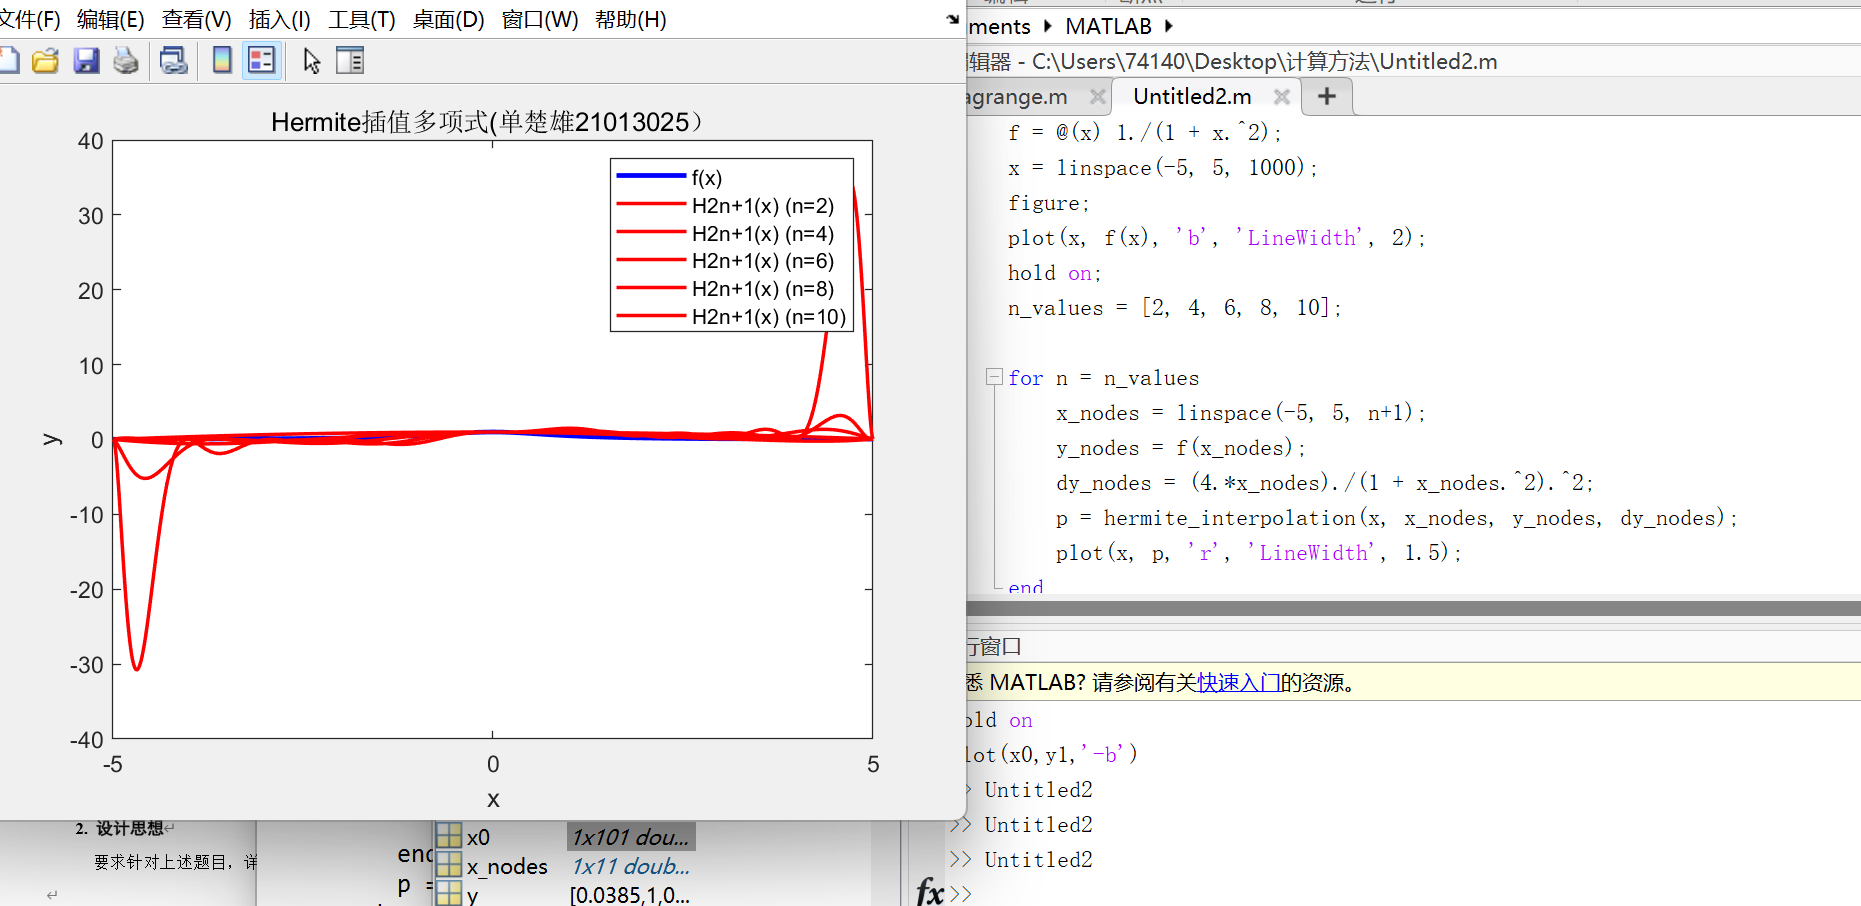 文件(F) 编辑(E) 查看(V) 插入(I) 工具(T) 桌面(D) 窗口(W) 帮助(H)
Hermite插值多项式(单楚雄21013025）
40
30
20
10
0
-10
-20
-30
-40
-5
0
5
y
x
f(x)
H2n+1(x) (n=2)
H2n+1(x) (n=4)
H2n+1(x) (n=6)
H2n+1(x) (n=8)
H2n+1(x) (n=10)
ments MATLAB
辑器 - C:\Users\74140\Desktop\计算方法\Untitled2.m
agrange.m Untitled2.m
f = @(x) 1./(1 + x.^2);
x = linspace(-5, 5, 1000);
figure;
plot(x, f(x), 'b', 'LineWidth', 2);
hold on;
n_values = [2, 4, 6, 8, 10];
for n = n_values
x_nodes = linspace(-5, 5, n+1);
y_nodes = f(x_nodes);
dy_nodes = (4.*x_nodes)./(1 + x_nodes.^2).^2;
p = hermite_interpolation(x, x_nodes, y_nodes, dy_nodes);
plot(x, p, 'r', 'LineWidth', 1.5);
end
行窗口
悉 MATLAB? 请参阅有关快速入门的资源。
old on
lot(x0,y1,'-b')
>> Untitled2
>> Untitled2
>> Untitled2
fx >>
2. 设计思想
要求针对上述题目，详
end
p =
x0 1x101 dou...
x_nodes 1x11 doub...
y [0.0385,1,0...